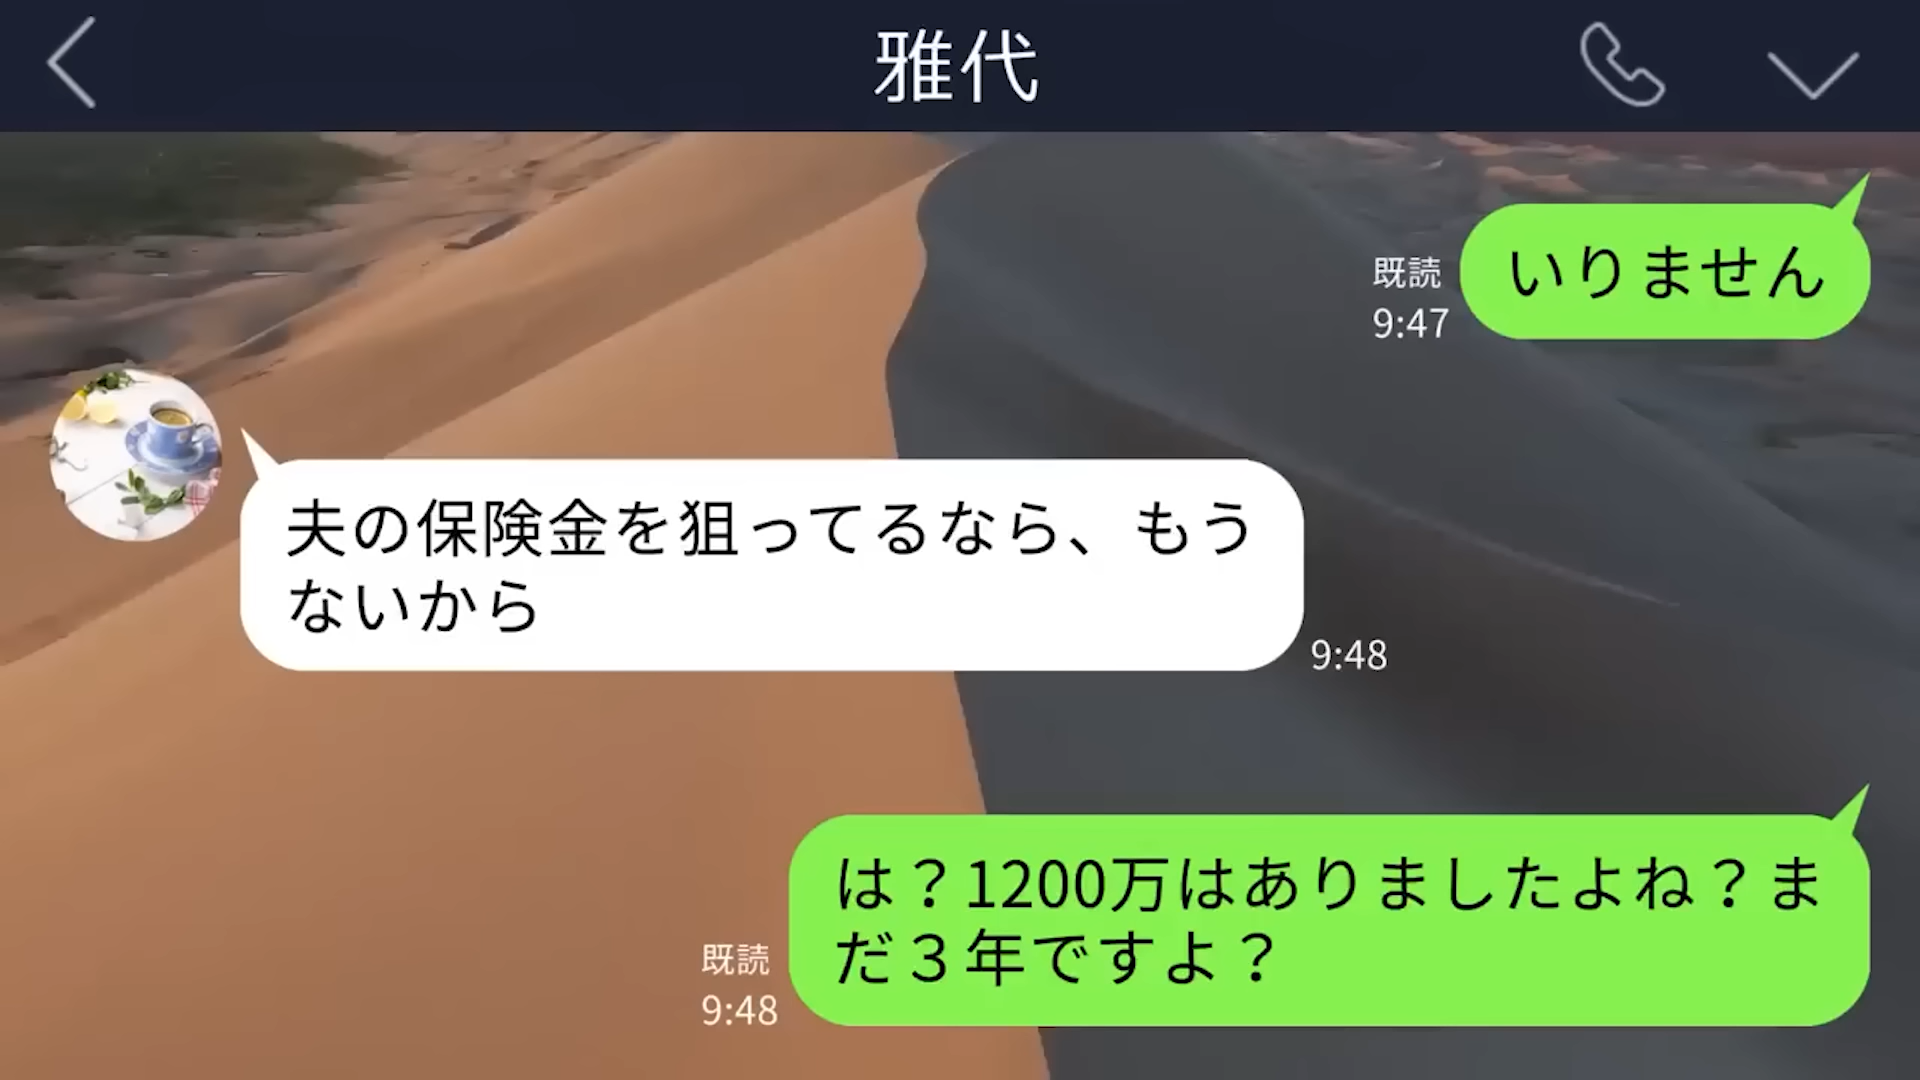 雅代
いりません
既読
9:47
夫の保険金を狙ってるなら、もう
ないから
9:48
は？1200万はありましたよね？ま
だ３年ですよ？
既読
9:48